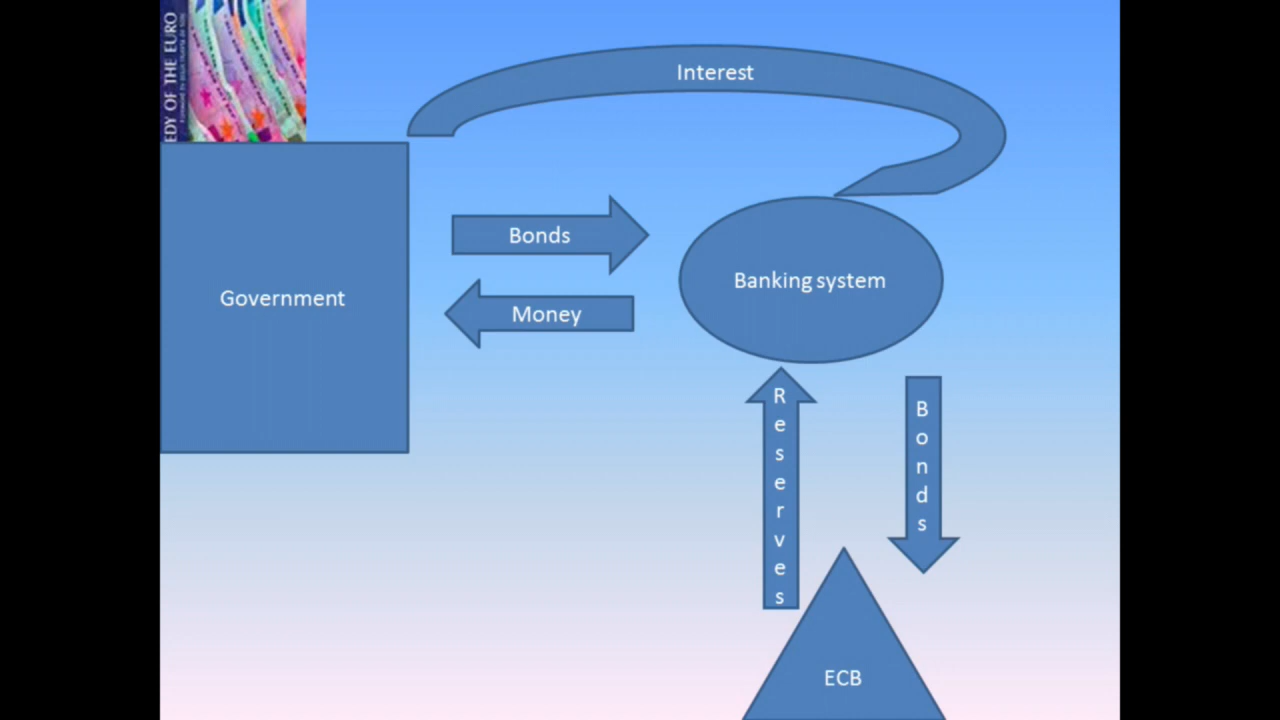 EDY OF THE EURO
Interest
Bonds
Government
Banking system
Money
Reserves
Bonds
ECB